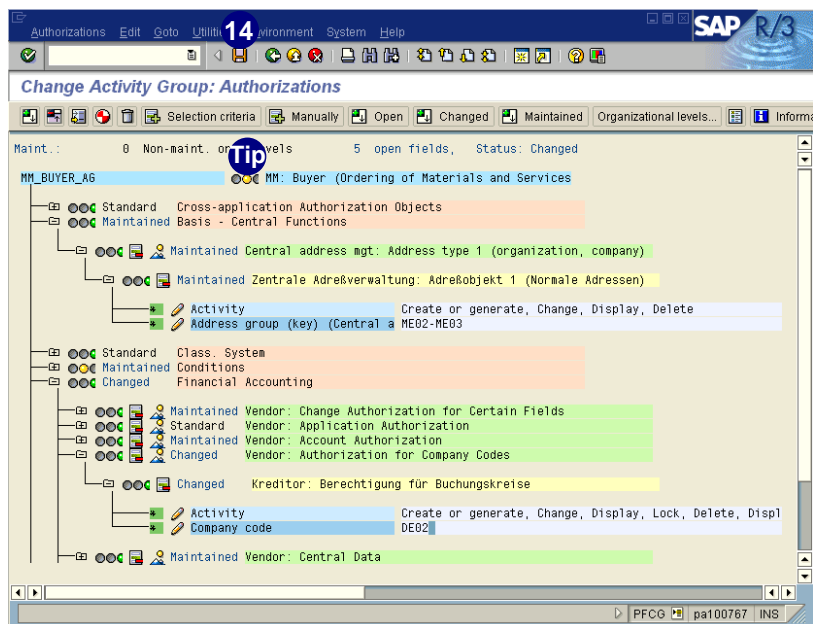 Authorizations Edit Goto Utiliti vironment System Help
14
SAP R/3
Change Activity Group: Authorizations
Selection criteria Manually Open Changed Maintained Organizational levels... Informa
Maint.: 0 Non-maint. or evels 5 open fields, Status: Changed
Tip
MM_BUYER_AG MM: Buyer (Ordering of Materials and Services
Standard Cross-application Authorization Objects
Maintained Basis - Central Functions
Maintained Central address mgt: Address type 1 (organization, company)
Maintained Zentrale Adreßverwaltung: Adreßobjekt 1 (Normale Adressen)
* Activity Create or generate, Change, Display, Delete
* Address group (key) (Central a ME02-ME03
Standard Class. System
Maintained Conditions
Changed Financial Accounting
Maintained Vendor: Change Authorization for Certain Fields
Standard Vendor: Application Authorization
Maintained Vendor: Account Authorization
Changed Vendor: Authorization for Company Codes
Changed Kreditor: Berechtigung für Buchungskreise
* Activity Create or generate, Change, Display, Lock, Delete, Displ
* Company code DE02
Maintained Vendor: Central Data
PFCG pa100767 INS